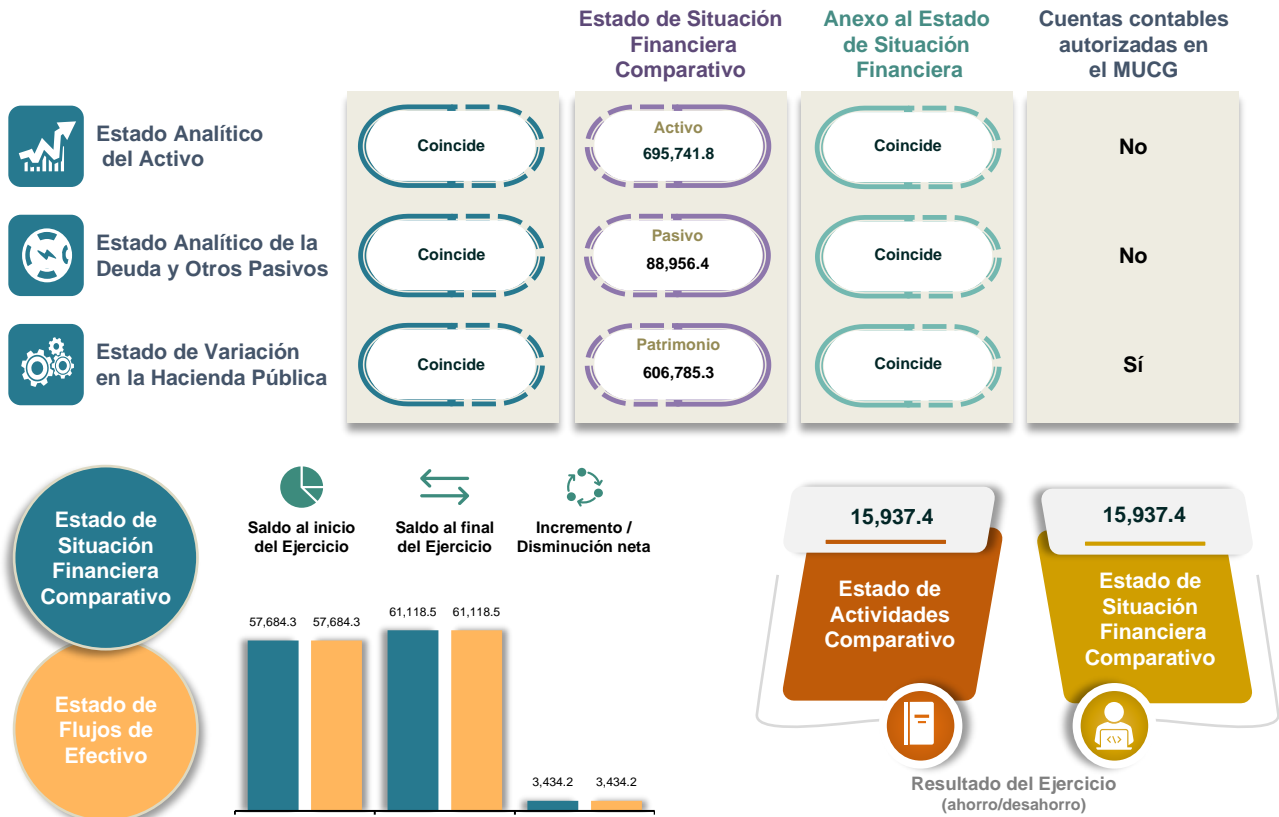 Estado de Situación
Financiera
Comparativo
Anexo al Estado
de Situación
Financiera
Cuentas contables
autorizadas en
el MUCG
Estado Analítico
del Activo
Coincide
Activo
695,741.8
Coincide
No
Estado Analítico de la
Deuda y Otros Pasivos
Coincide
Pasivo
88,956.4
Coincide
No
Estado de Variación
en la Hacienda Pública
Coincide
Patrimonio
606,785.3
Coincide
Sí
Estado de
Situación
Financiera
Comparativo
Estado de
Flujos de
Efectivo
Saldo al inicio
del Ejercicio
Saldo al final
del Ejercicio
Incremento /
Disminución neta
57,684.3
57,684.3
61,118.5
61,118.5
3,434.2
3,434.2
15,937.4
Estado de
Actividades
Comparativo
15,937.4
Estado de
Situación
Financiera
Comparativo
Resultado del Ejercicio
(ahorro/desahorro)